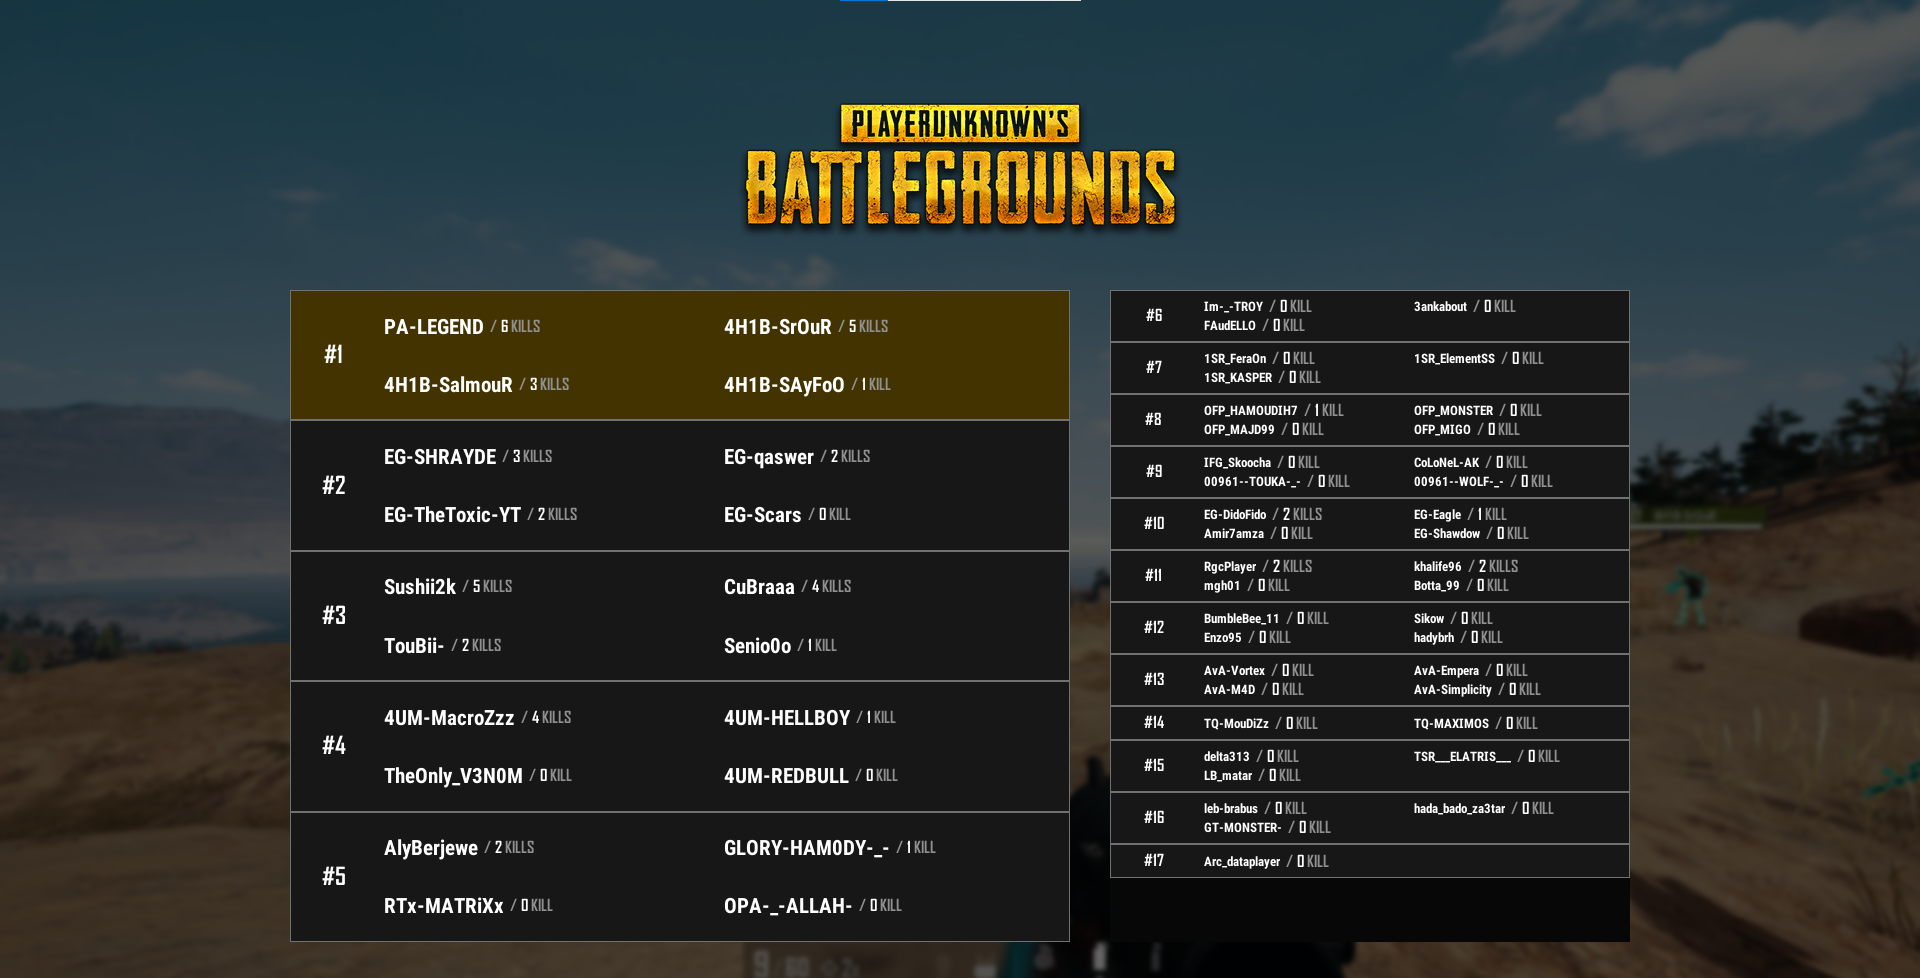 PLAYERUNKNOWN'S
BATTLEGROUNDS
#1
PA-LEGEND / 6 KILLS
4H1B-SrOuR / 5 KILLS
4H1B-SalmouR / 3 KILLS
4H1B-SAyFoO / 1 KILL
#2
EG-SHRAYDE / 3 KILLS
EG-qaswer / 2 KILLS
EG-TheToxic-YT / 2 KILLS
EG-Scars / 0 KILL
#3
Sushii2k / 5 KILLS
CuBraaa / 4 KILLS
TouBii- / 2 KILLS
Senio0o / 1 KILL
#4
4UM-MacroZzz / 4 KILLS
4UM-HELLBOY / 1 KILL
TheOnly_V3N0M / 0 KILL
4UM-REDBULL / 0 KILL
#5
AlyBerjewe / 2 KILLS
GLORY-HAM0DY-_- / 1 KILL
RTx-MATRiXx / 0 KILL
OPA-_-ALLAH- / 0 KILL
#6
Im-_-TROY / 0 KILL
3ankabout / 0 KILL
FAudELLO / 0 KILL
#7
1SR_FeraOn / 0 KILL
1SR_ElementSS / 0 KILL
1SR_KASPER / 0 KILL
#8
OFP_HAMOUDIH7 / 1 KILL
OFP_MONSTER / 0 KILL
OFP_MAJD99 / 0 KILL
OFP_MIGO / 0 KILL
#9
IFG_Skoocha / 0 KILL
CoLoNeL-AK / 0 KILL
00961--TOUKA-_- / 0 KILL
00961--WOLF-_- / 0 KILL
#10
EG-DidoFido / 2 KILLS
EG-Eagle / 1 KILL
Amir7amza / 0 KILL
EG-Shawdow / 0 KILL
#11
RgcPlayer / 2 KILLS
khalife96 / 2 KILLS
mgh01 / 0 KILL
Botta_99 / 0 KILL
#12
BumbleBee_11 / 0 KILL
Sikow / 0 KILL
Enzo95 / 0 KILL
hadybrh / 0 KILL
#13
AvA-Vortex / 0 KILL
AvA-Empera / 0 KILL
AvA-M4D / 0 KILL
AvA-Simplicity / 0 KILL
#14
TQ-MouDiZz / 0 KILL
TQ-MAXIMOS / 0 KILL
#15
delta313 / 0 KILL
TSR__ELATRIS__ / 0 KILL
LB_matar / 0 KILL
#16
leb-brabus / 0 KILL
hada_bado_za3tar / 0 KILL
GT-MONSTER- / 0 KILL
#17
Arc_dataplayer / 0 KILL